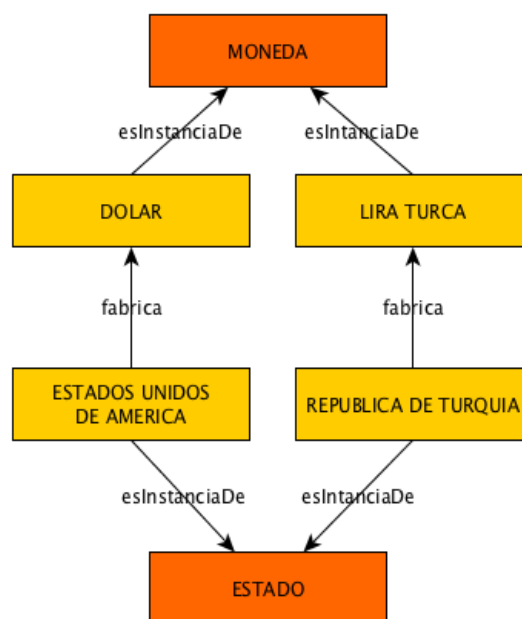 MONEDA
esInstanciaDe
esIntanciaDe
DOLAR
LIRA TURCA
fabrica
fabrica
ESTADOS UNIDOS
DE AMERICA
REPUBLICA DE TURQUIA
esInstanciaDe
esIntanciaDe
ESTADO